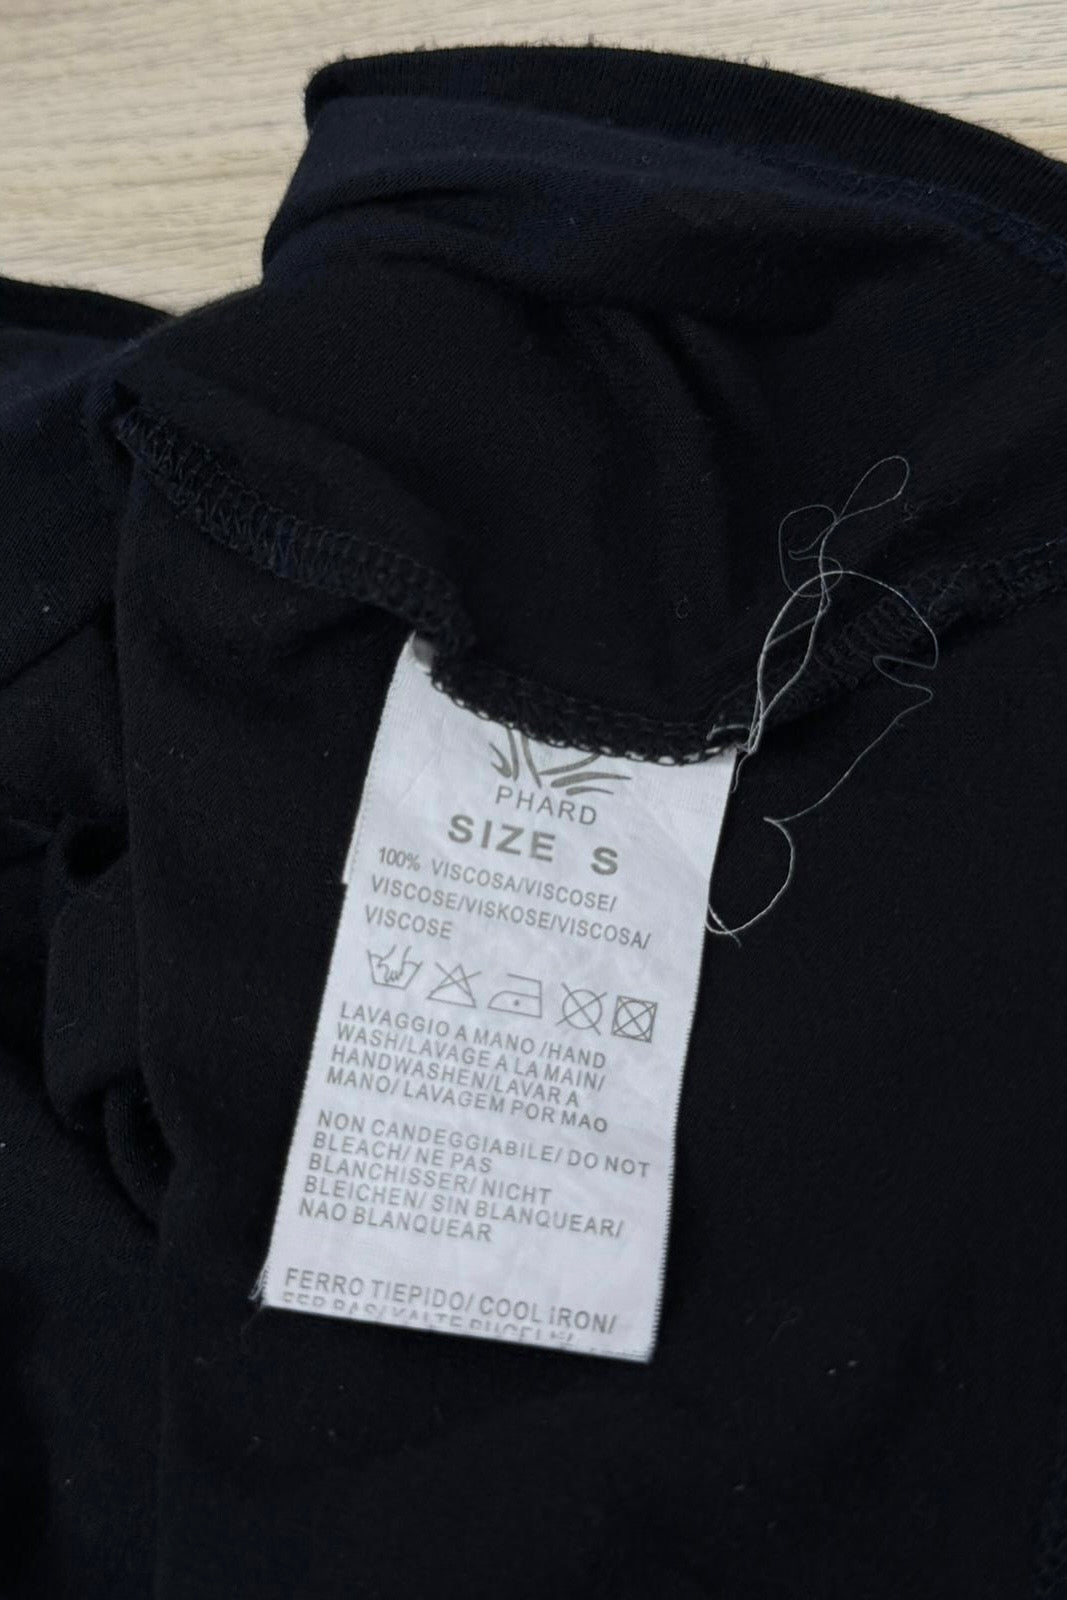 PHARD
SIZE S
100% VISCOSA/VISCOSE/
VISCOSE/VISKOSE/VISCOSA/
VISCOSE
LAVAGGIO A MANO /HAND
WASH/LAVAGE A LA MAIN/
HANDWASHEN/LAVAR A
MANO/ LAVAGEM POR MAO
NON CANDEGGIABILE/ DO NOT
BLEACH/ NE PAS
BLANCHISSER/ NICHT
BLEICHEN/ SIN BLANQUEAR/
NAO BLANQUEAR
FERRO TIEPIDO/ COOL IRON/